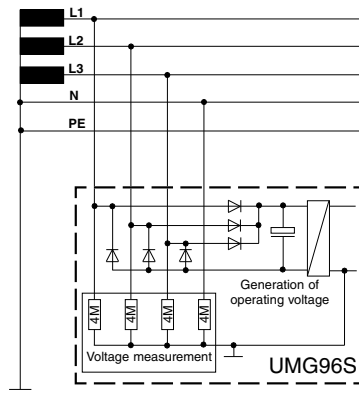 L1
L2
L3
N
PE
Generation of
operating voltage
4M
4M
4M
4M
Voltage measurement
UMG96S